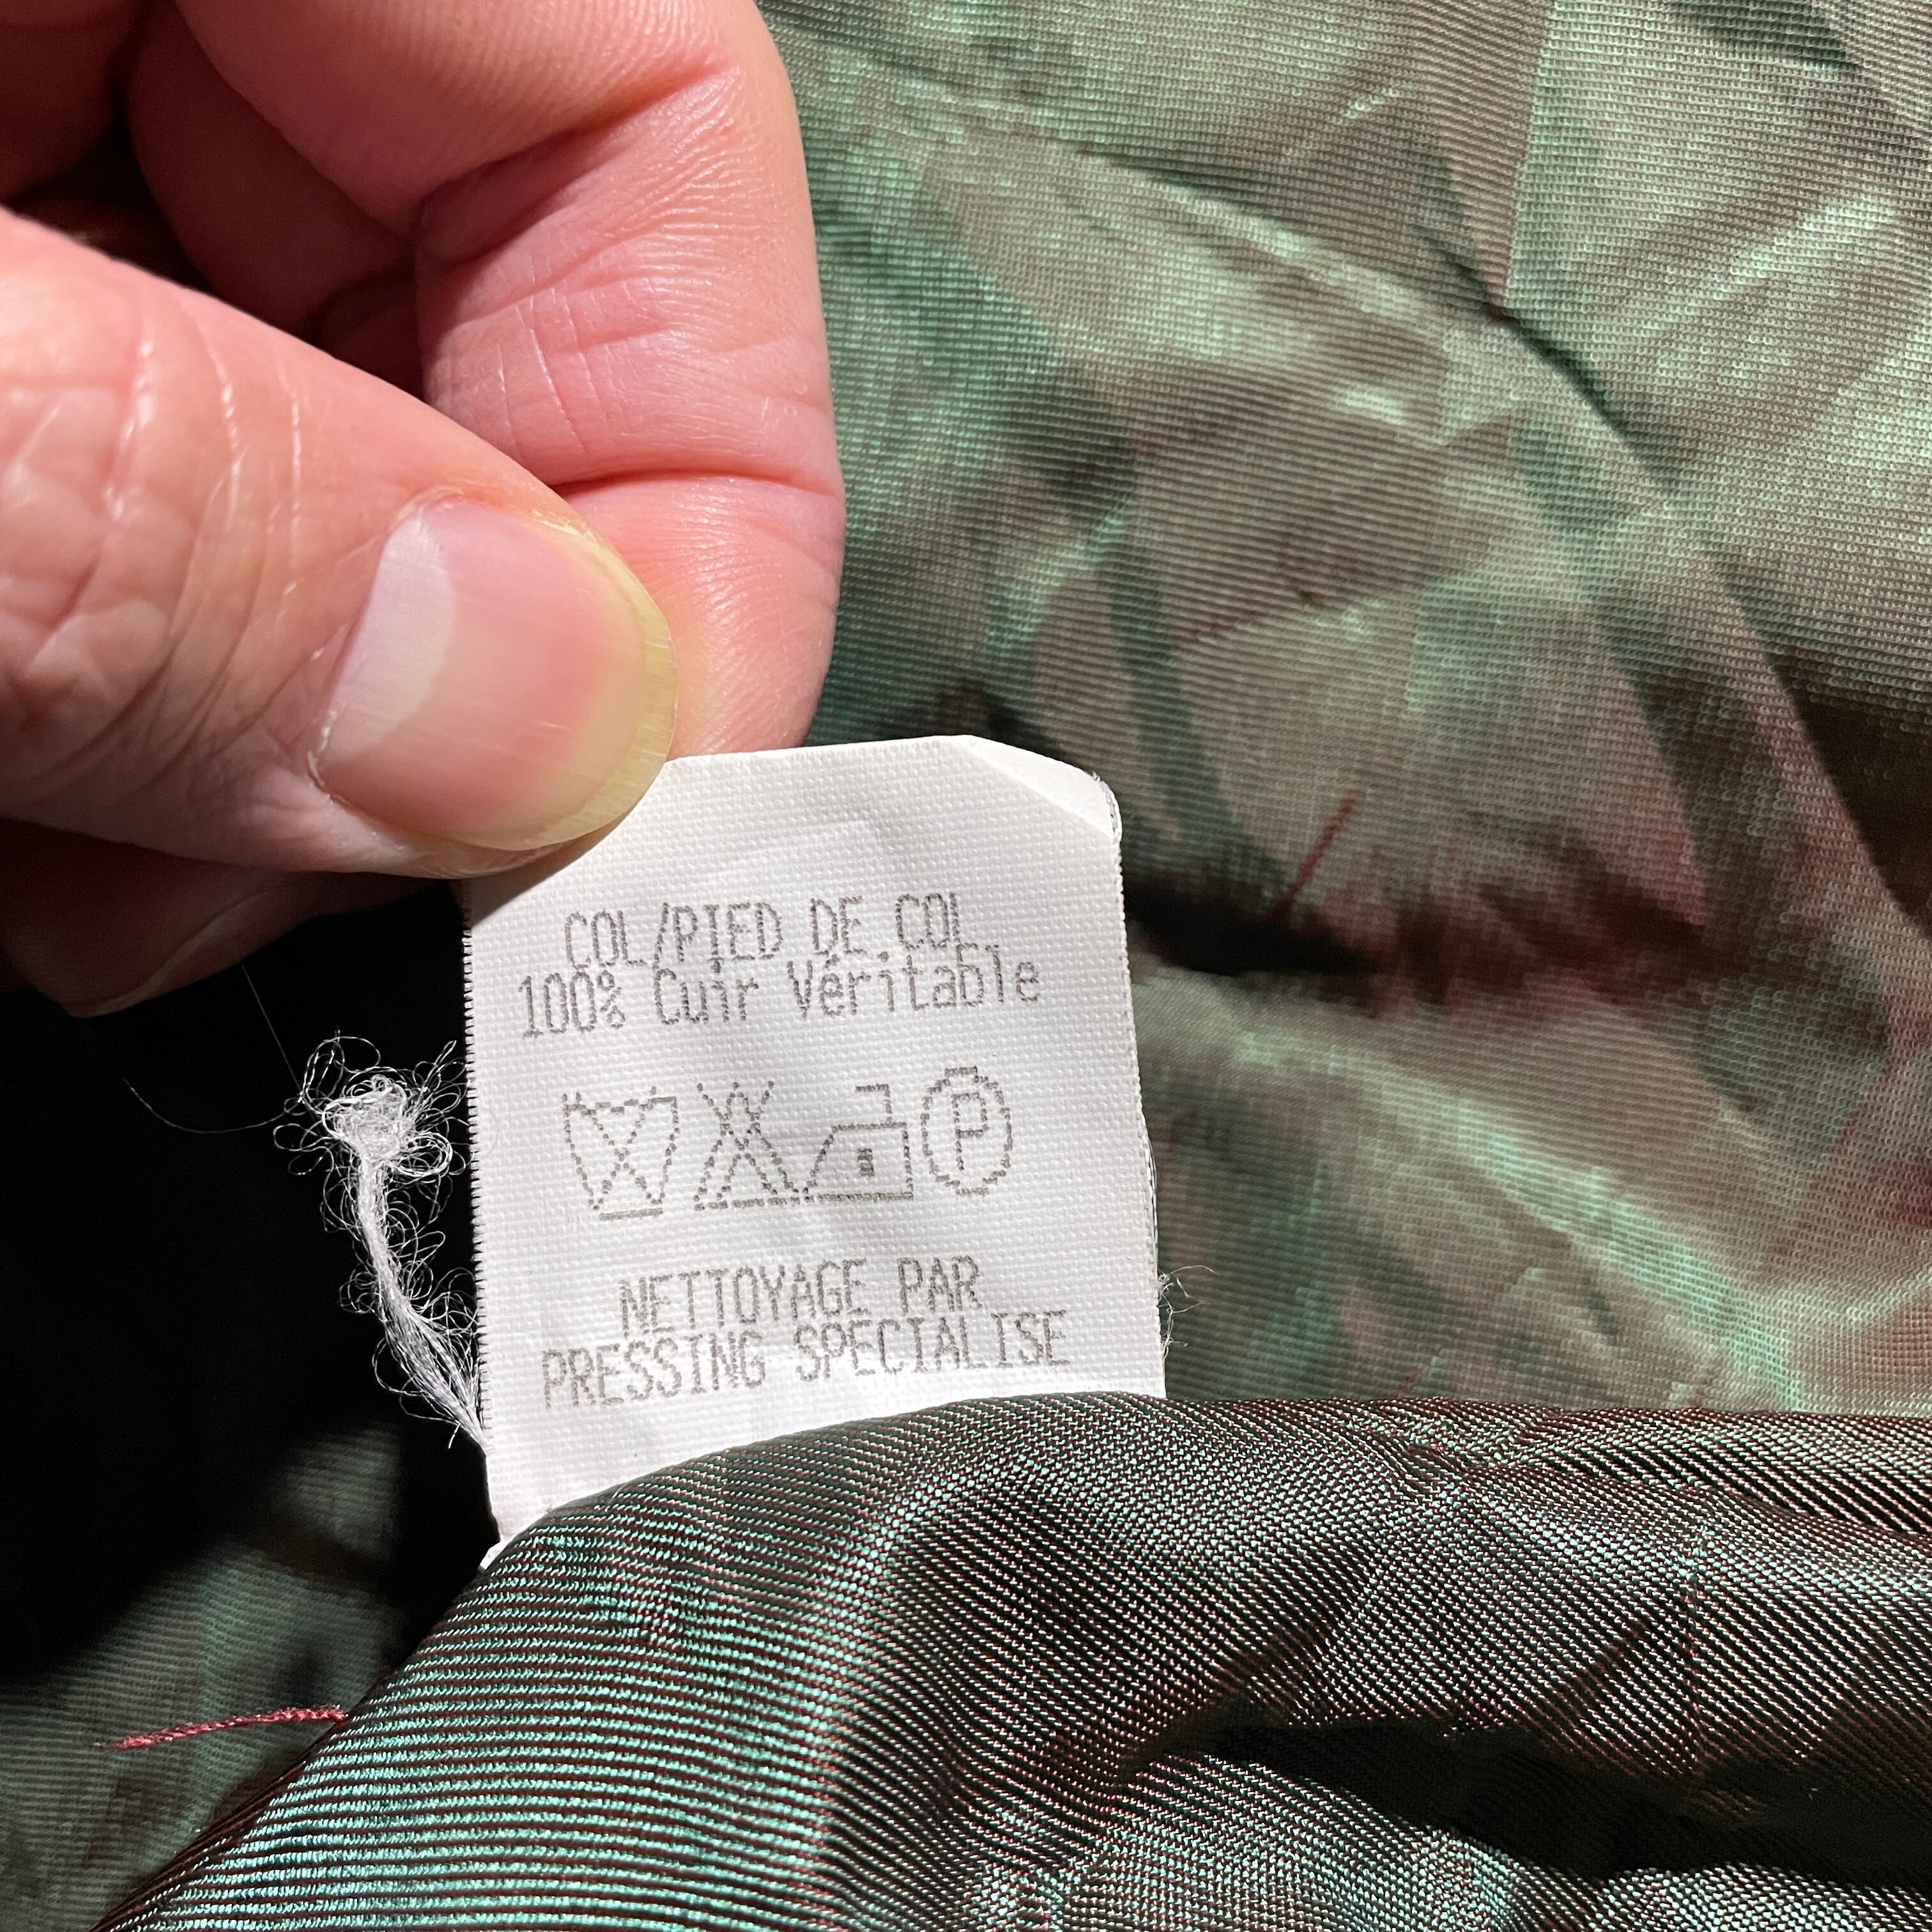 COL/PIED DE COL
100% Cuir Véritable
P
NETTOYAGE PAR
PRESSING SPECIALISE